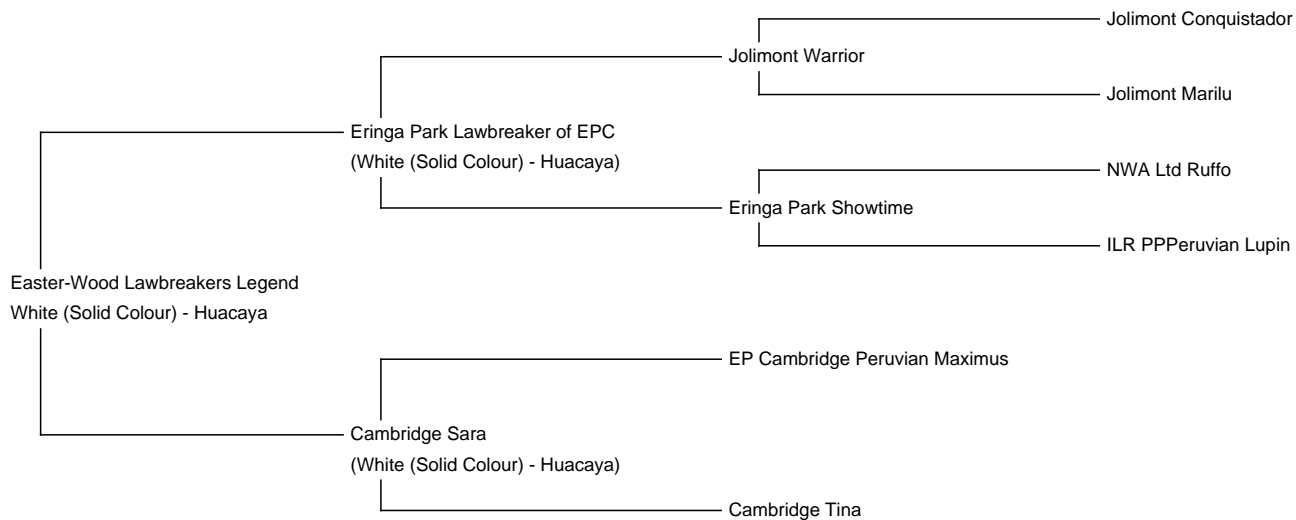 Jolimont Conquistador
Jolimont Warrior
Jolimont Marilu
Eringa Park Lawbreaker of EPC
(White (Solid Colour) - Huacaya)
NWA Ltd Ruffo
Eringa Park Showtime
ILR PPPeruvian Lupin
Easter-Wood Lawbreakers Legend
White (Solid Colour) - Huacaya
EP Cambridge Peruvian Maximus
Cambridge Sara
(White (Solid Colour) - Huacaya)
Cambridge Tina